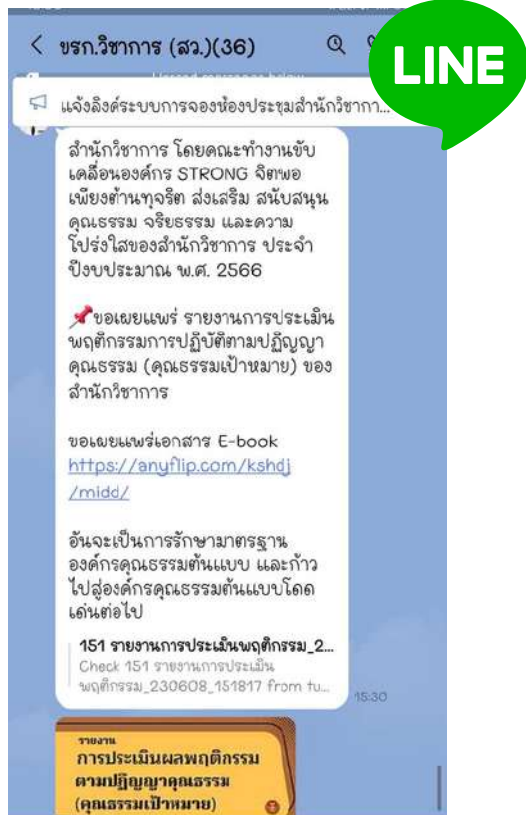 ขรก.วิชาการ (สว.)(36)
LINE
แจ้งลิงค์ระบบการจองห้องประชุมสำนักวิชากา...
สำนักวิชาการ โดยคณะทำงานขับ
เคลื่อนองค์กร STRONG จิตพอ
เพียงต้านทุจริต ส่งเสริม สนับสนุน
คุณธรรม จริยธรรม และความ
โปร่งใสของสำนักวิชาการ ประจำ
ปีงบประมาณ พ.ศ. 2566
📌ขอเผยแพร่ รายงานการประเมิน
พฤติกรรมการปฏิบัติตามปฏิญญา
คุณธรรม (คุณธรรมเป้าหมาย) ของ
สำนักวิชาการ
ขอเผยแพร่เอกสาร E-book
https://anyflip.com/kshdj
/midd/
อันจะเป็นการรักษามาตรฐาน
องค์กรคุณธรรมต้นแบบ และก้าว
ไปสู่องค์กรคุณธรรมต้นแบบโดด
เด่นต่อไป
151 รายงานการประเมินพฤติกรรม_2...
Check 151 รายงานการประเมิน
พฤติกรรม_230608_151817 from tu...
15:30
รายงาน
การประเมินผลพฤติกรรม
ตามปฏิญญาคุณธรรม
(คุณธรรมเป้าหมาย)